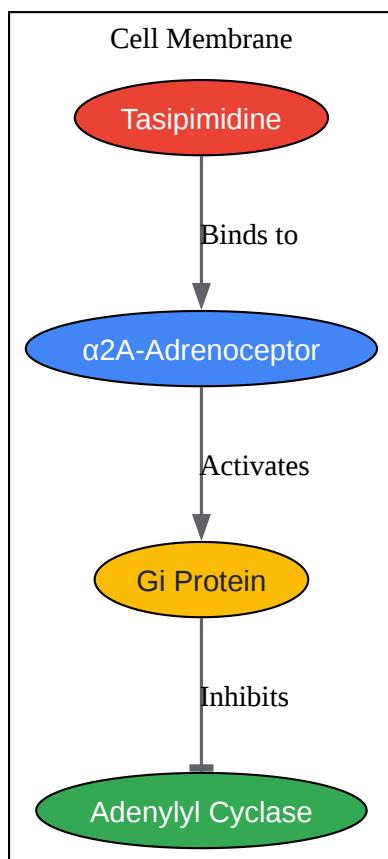 Cell Membrane
Tasipimidine
Binds to
α2A-Adrenoceptor
Activates
Gi Protein
Inhibits
Adenylyl Cyclase